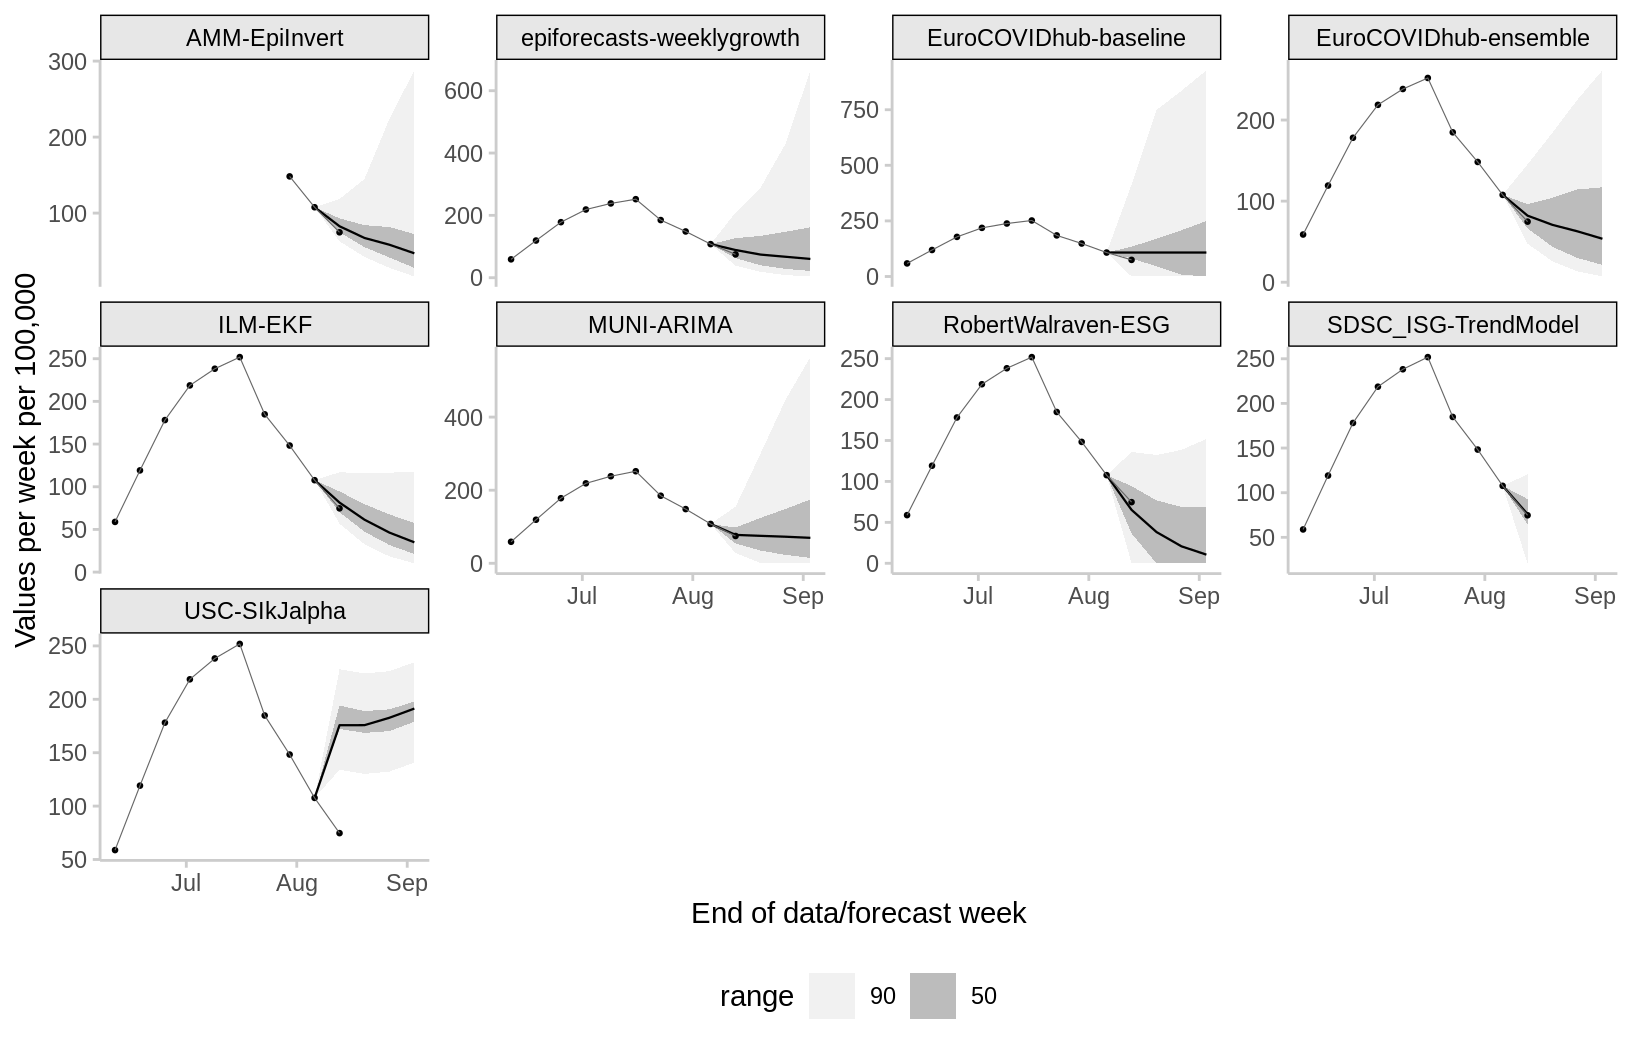 AMM-EpiInvert
epiforecasts-weeklygrowth
EuroCOVIDhub-baseline
EuroCOVIDhub-ensemble
300
200
100
600
400
200
0
750
500
250
0
200
100
0
Values per week per 100,000
ILM-EKF
MUNI-ARIMA
RobertWalraven-ESG
SDSC_ISG-TrendModel
250
200
150
100
50
0
400
200
0
Jul Aug Sep
250
200
150
100
50
0
Jul Aug Sep
250
200
150
100
50
Jul Aug Sep
USC-SIkJalpha
250
200
150
100
50
Jul Aug Sep
End of data/forecast week
range 90 50